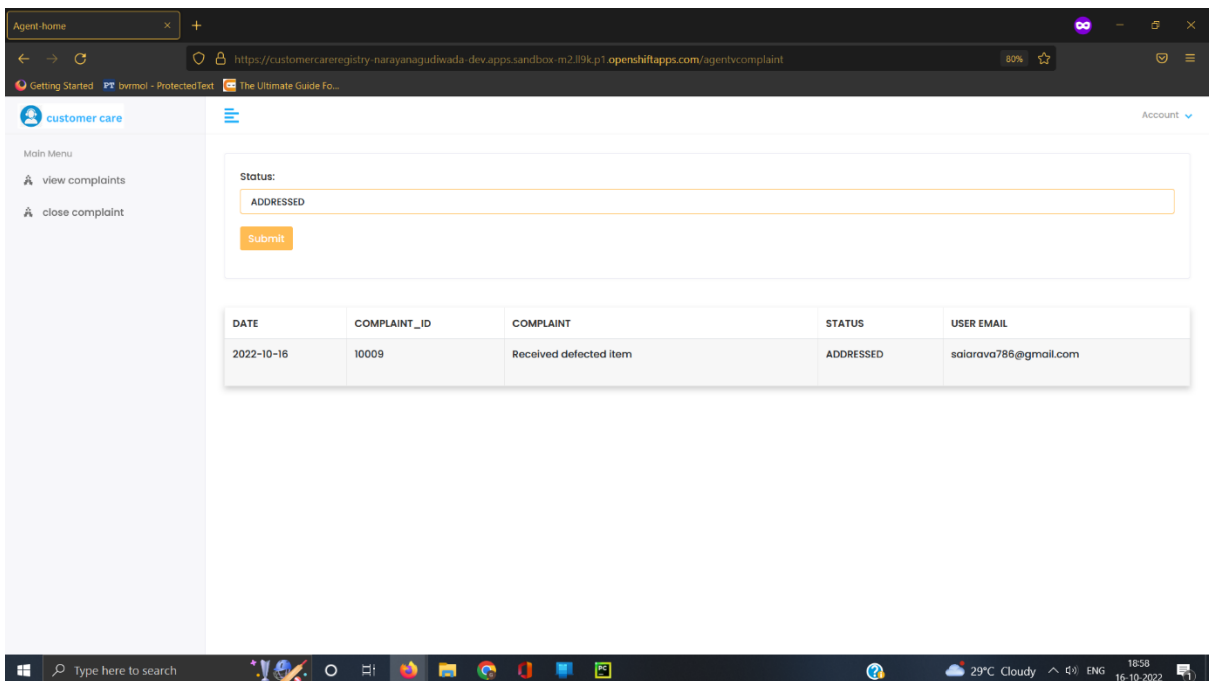 Agent-home
https://customercareregistry-narayanagudiwada-dev.apps.sandbox-m2.ll9k.p1.openshiftapps.com/agentvcomplaint 80%
Getting Started PT bvrmol - ProtectedText The Ultimate Guide Fo...
customer care Account
Main Menu
view complaints
close complaint
Status:
ADDRESSED
Submit
DATE COMPLAINT_ID COMPLAINT STATUS USER EMAIL
2022-10-16 10009 Received defected item ADDRESSED saiarava786@gmail.com
Type here to search PC 29°C Cloudy ENG 18:58
16-10-2022